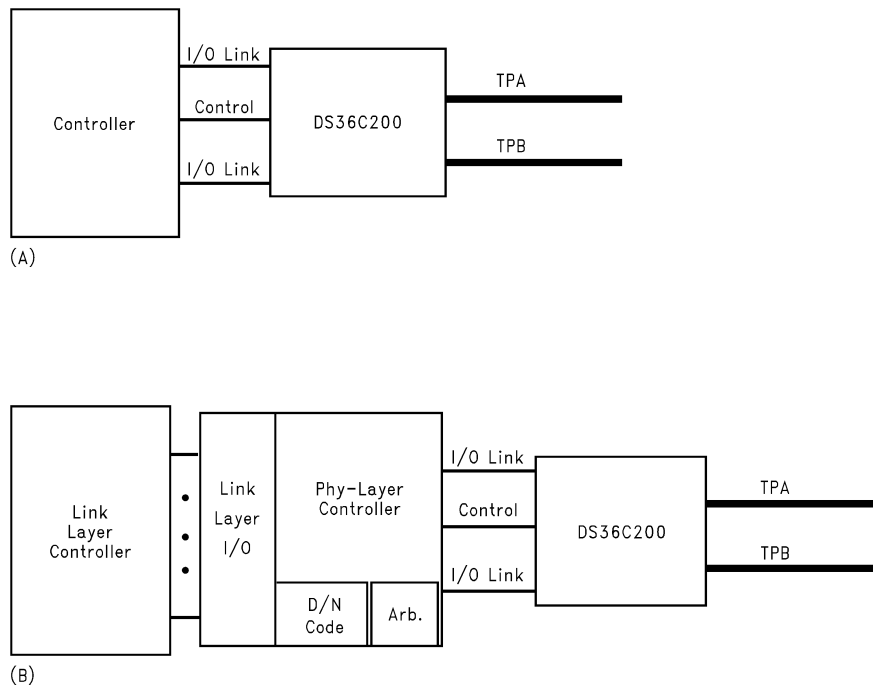 I/O Link
Controller
Control
DS36C200
I/O Link
TPA
TPB
(A)
Link
Layer
Controller
Link
Layer
I/O
Phy-Layer
Controller
D/N
Code
Arb.
I/O Link
Control
I/O Link
DS36C200
TPA
TPB
(B)